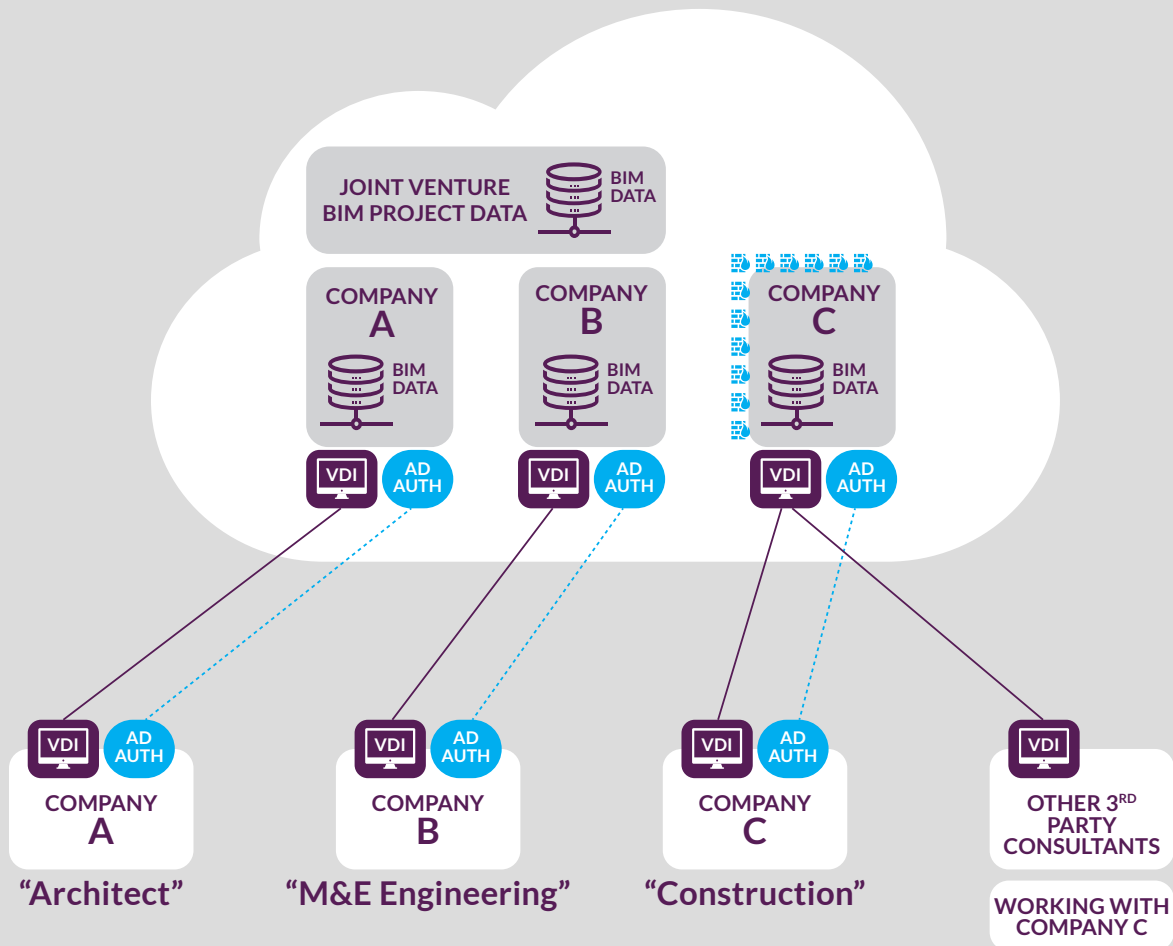 JOINT VENTURE
BIM PROJECT DATA
BIM
DATA
COMPANY
A
BIM
DATA
COMPANY
B
BIM
DATA
COMPANY
C
BIM
DATA
VDI
AD
AUTH
VDI
AD
AUTH
VDI
AD
AUTH
VDI
AD
AUTH
COMPANY
A
“Architect”
VDI
AD
AUTH
COMPANY
B
“M&E Engineering”
VDI
AD
AUTH
COMPANY
C
“Construction”
VDI
OTHER 3RD
PARTY
CONSULTANTS
WORKING WITH
COMPANY C